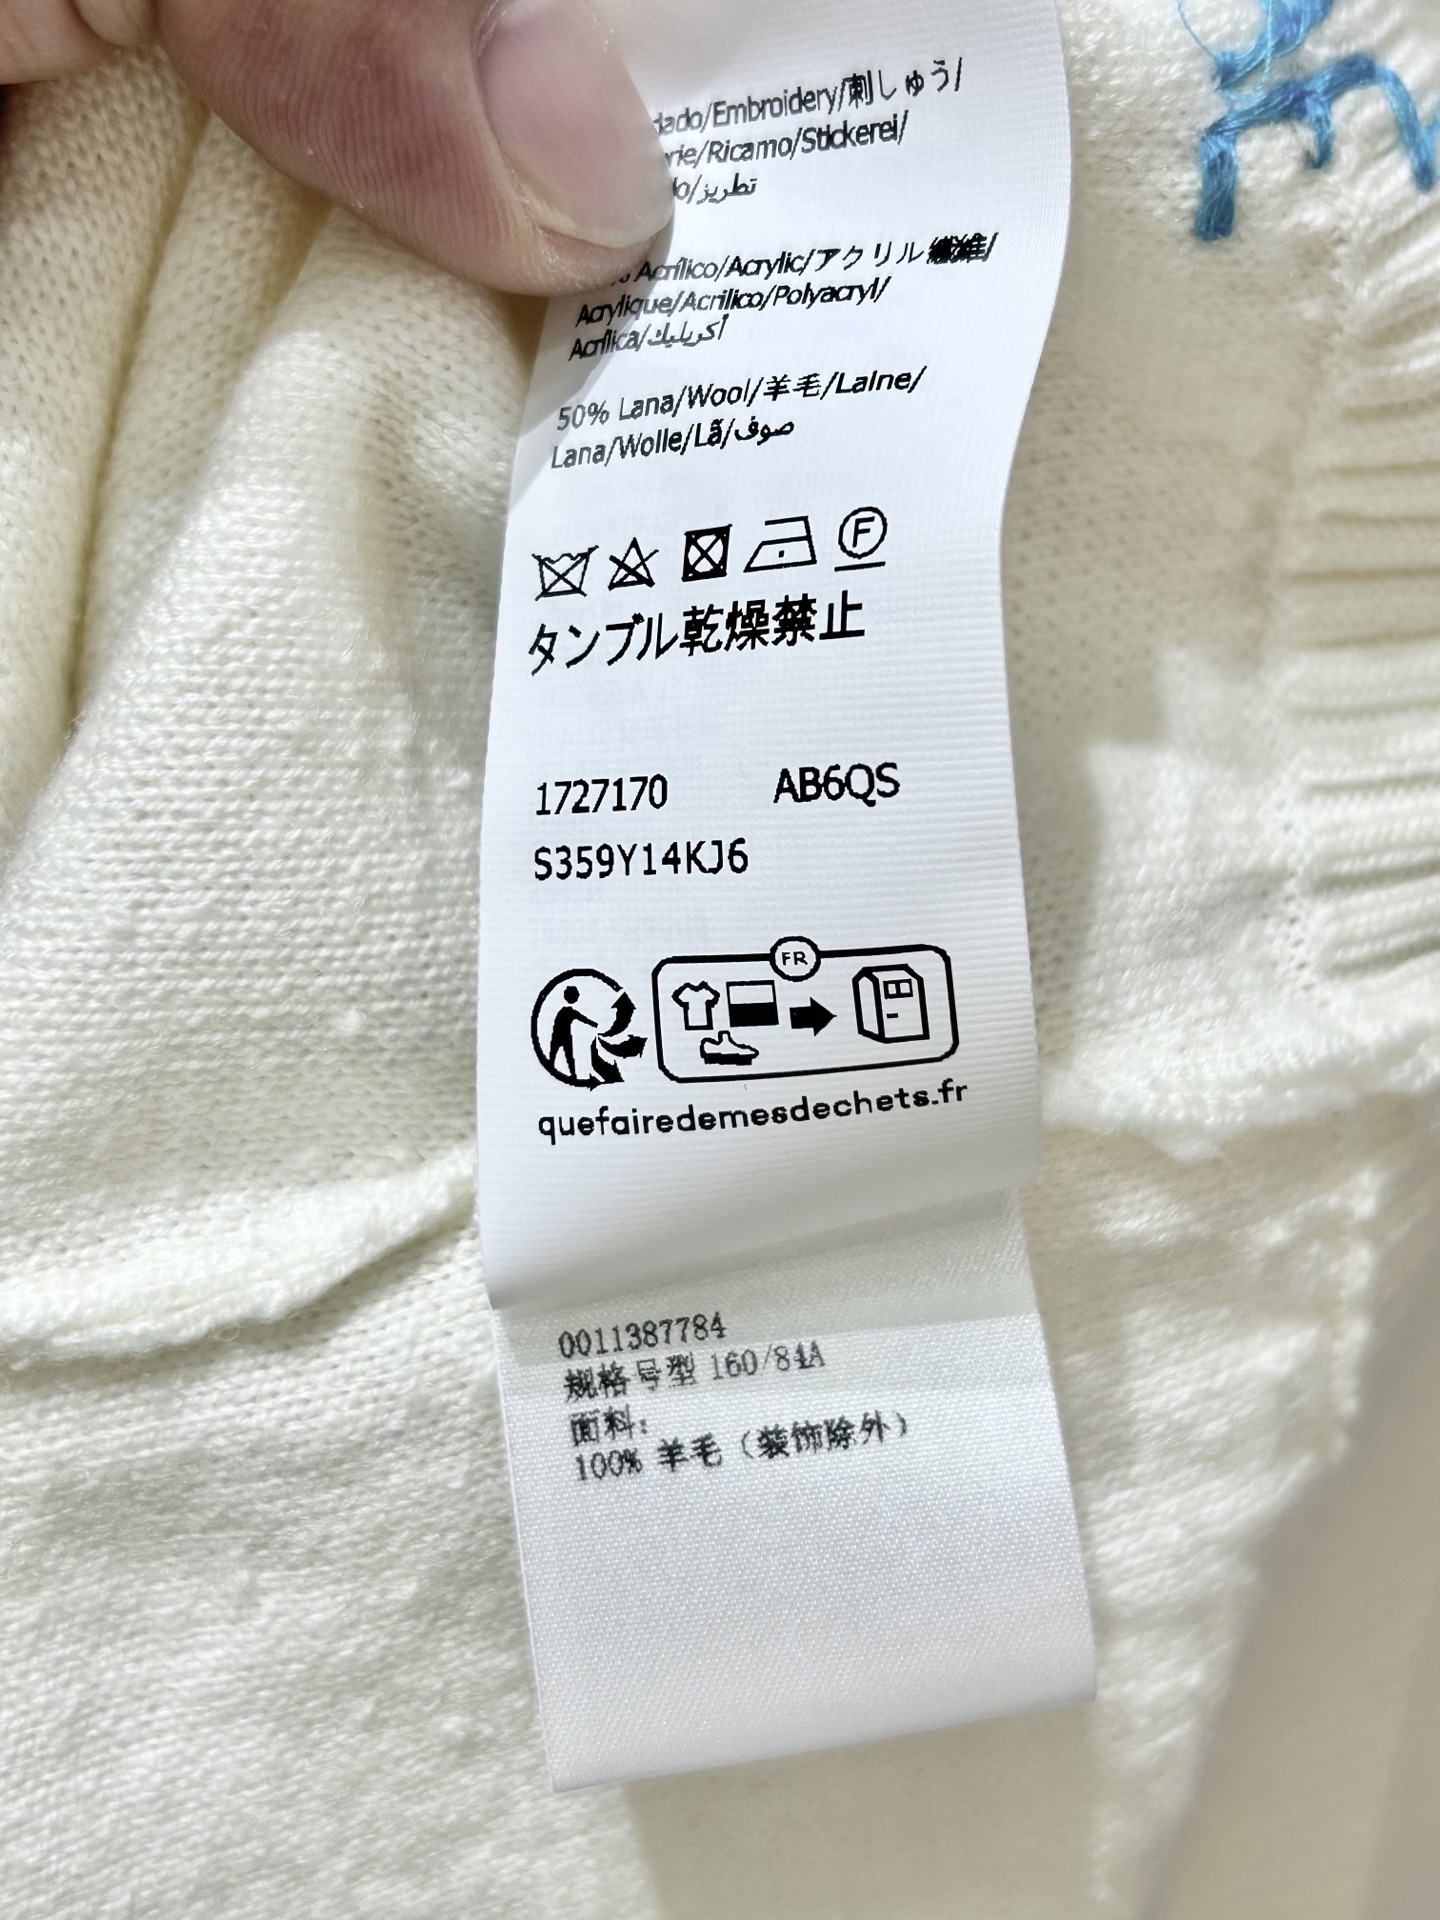 /Embroidery/刺しゅう/
/Ricamo/Stickerei/
/تطريز
Acrílico/Acrylic/アクリル繊維/
Acrylique/Acrilico/Polyacryl/
Acrílica/أكريليك
50% Lana/Wool/羊毛/Laine/
Lana/Wolle/Lã/صوف
F
タンブル乾燥禁止
1727170 AB6QS
S359Y14KJ6
FR
quefairedemesdechets.fr
0011387784
规格号型 160/84A
面料:
100% 羊毛（装饰除外）